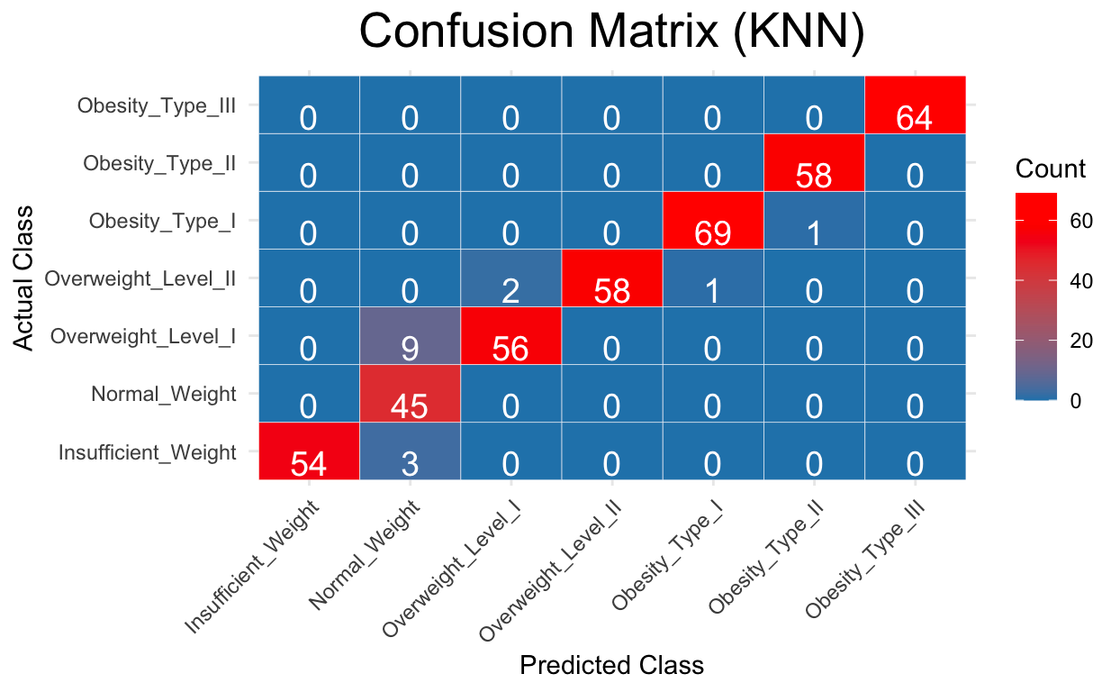 Confusion Matrix (KNN)
Actual Class
Obesity_Type_III 0 0 0 0 0 0 64
Obesity_Type_II 0 0 0 0 0 58 0
Obesity_Type_I 0 0 0 0 69 1 0
Overweight_Level_II 0 0 2 58 1 0 0
Overweight_Level_I 0 9 56 0 0 0 0
Normal_Weight 0 45 0 0 0 0 0
Insufficient_Weight 54 3 0 0 0 0 0
Insufficient_Weight
Normal_Weight
Overweight_Level_I
Overweight_Level_II
Obesity_Type_I
Obesity_Type_II
Obesity_Type_III
Predicted Class
Count
60
40
20
0